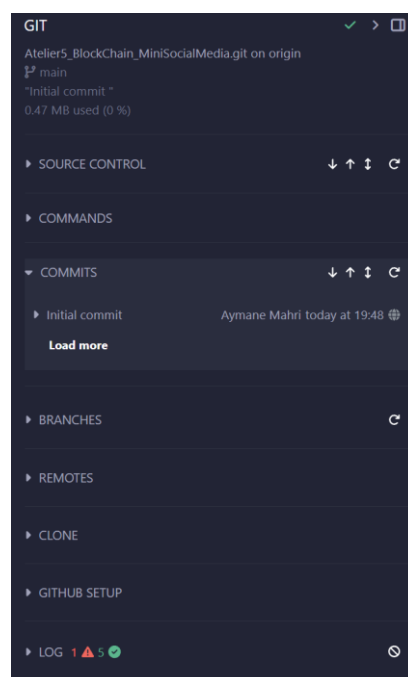 GIT
Atelier5_BlockChain_MiniSocialMedia.git on origin
main
"Initial commit "
0.47 MB used (0 %)
SOURCE CONTROL
COMMANDS
COMMITS
Initial commit Aymane Mahri today at 19:48
Load more
BRANCHES
REMOTES
CLONE
GITHUB SETUP
LOG 1 5